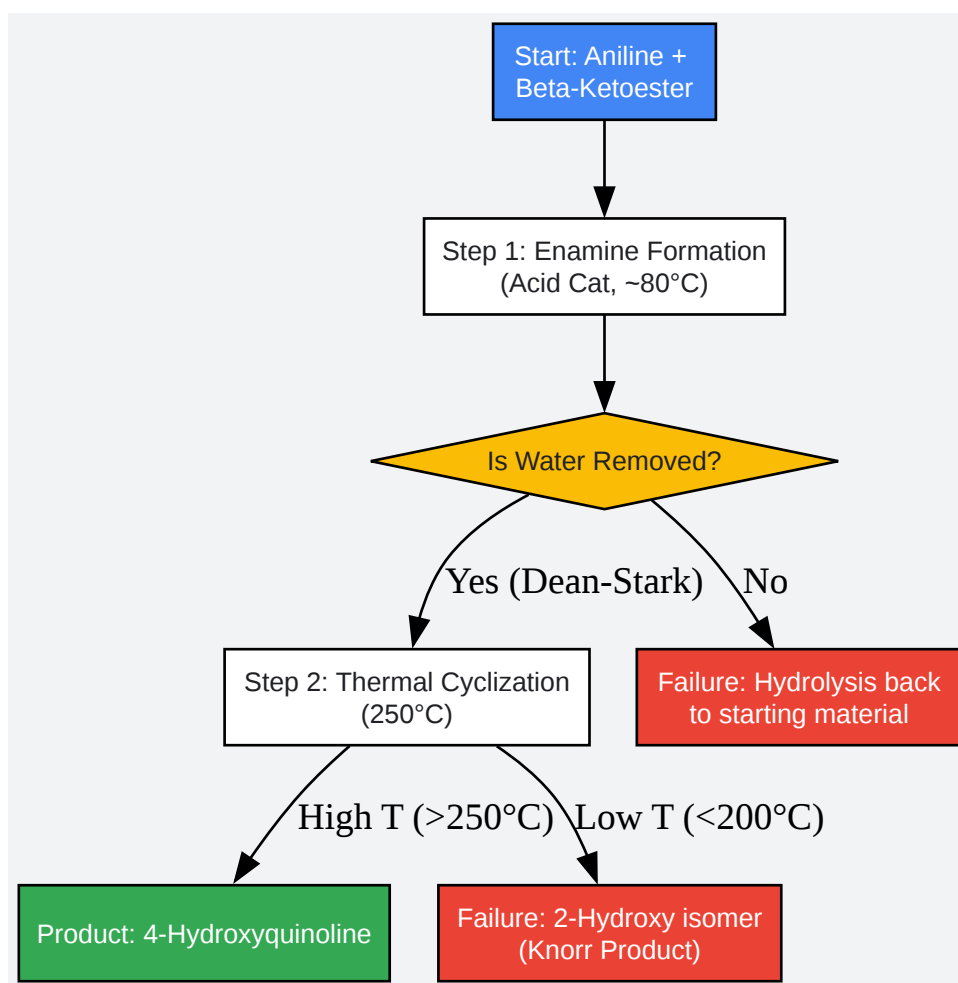 Start: Aniline +
Beta-Ketoester
Step 1: Enamine Formation
(Acid Cat, ~80°C)
Is Water Removed?
Yes (Dean-Stark)
No
Step 2: Thermal Cyclization
(250°C)
Failure: Hydrolysis back
to starting material
High T (>250°C)
Low T (<200°C)
Product: 4-Hydroxyquinoline
Failure: 2-Hydroxy isomer
(Knorr Product)